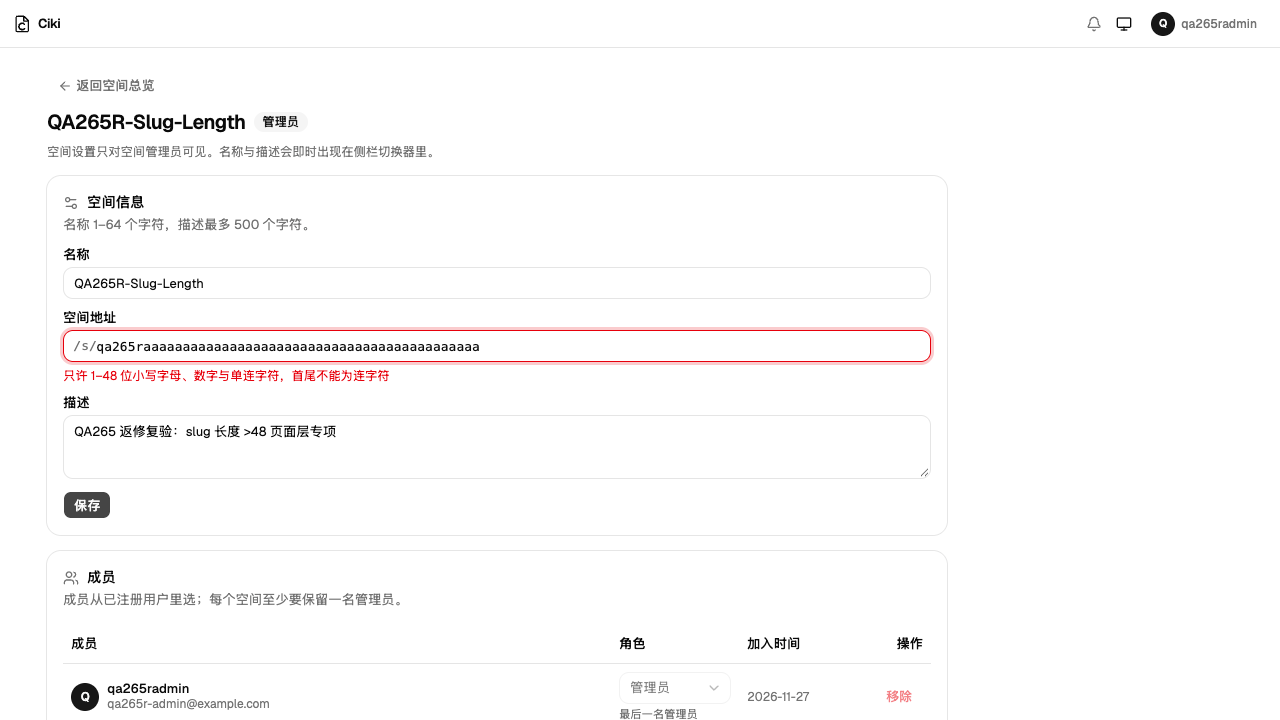 Ciki
Q qa265radmin
返回空间总览
QA265R-Slug-Length 管理员
空间设置只对空间管理员可见。名称与描述会即时出现在侧栏切换器里。
空间信息
名称 1–64 个字符，描述最多 500 个字符。
名称
QA265R-Slug-Length
空间地址
/s/qa265raaaaaaaaaaaaaaaaaaaaaaaaaaaaaaaaaaaaaaaaaaa
只许 1–48 位小写字母、数字与单连字符，首尾不能为连字符
描述
QA265 返修复验：slug 长度 >48 页面层专项
保存
成员
成员从已注册用户里选；每个空间至少要保留一名管理员。
成员 角色 加入时间 操作
Q qa265radmin 管理员 2026-11-27 移除
qa265r-admin@example.com
最后一名管理员